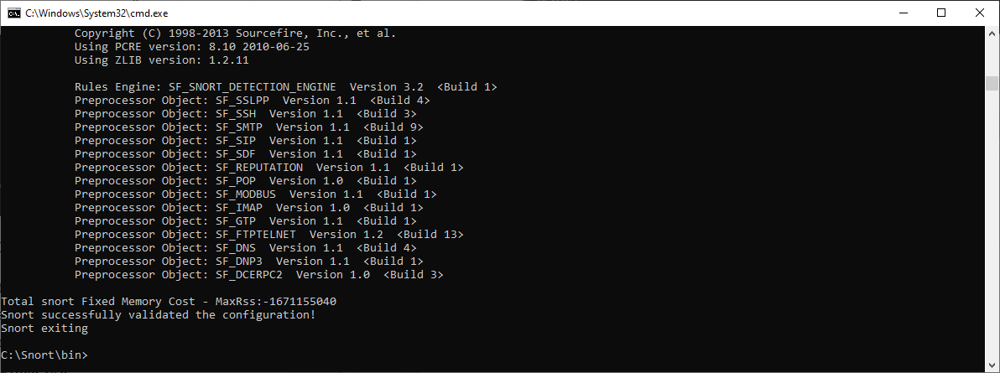 C:\Windows\System32\cmd.exe
Copyright (C) 1998-2013 Sourcefire, Inc., et al.
Using PCRE version: 8.10 2010-06-25
Using ZLIB version: 1.2.11
Rules Engine: SF_SNORT_DETECTION_ENGINE  Version 3.2  <Build 1>
Preprocessor Object: SF_SSLPP  Version 1.1  <Build 4>
Preprocessor Object: SF_SSH  Version 1.1  <Build 3>
Preprocessor Object: SF_SMTP  Version 1.1  <Build 9>
Preprocessor Object: SF_SIP  Version 1.1  <Build 1>
Preprocessor Object: SF_SDF  Version 1.1  <Build 1>
Preprocessor Object: SF_REPUTATION  Version 1.1  <Build 1>
Preprocessor Object: SF_POP  Version 1.0  <Build 1>
Preprocessor Object: SF_MODBUS  Version 1.1  <Build 1>
Preprocessor Object: SF_IMAP  Version 1.0  <Build 1>
Preprocessor Object: SF_GTP  Version 1.1  <Build 1>
Preprocessor Object: SF_FTPTELNET  Version 1.2  <Build 13>
Preprocessor Object: SF_DNS  Version 1.1  <Build 4>
Preprocessor Object: SF_DNP3  Version 1.1  <Build 1>
Preprocessor Object: SF_DCERPC2  Version 1.0  <Build 3>
Total snort Fixed Memory Cost - MaxRss:-1671155040
Snort successfully validated the configuration!
Snort exiting
C:\Snort\bin>